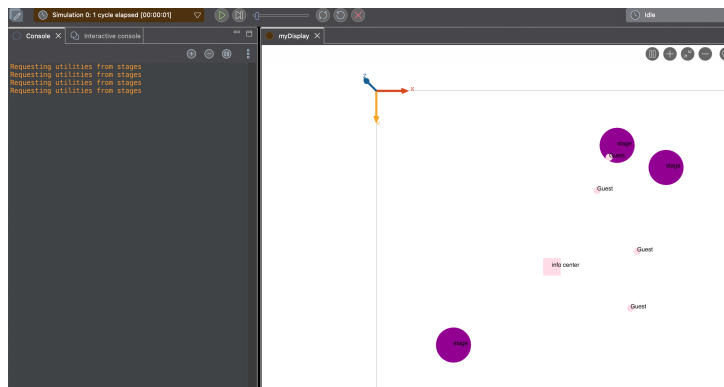 Simulation 0: 1 cycle elapsed [00:00:01]
Idle
Console
Interactive console
myDisplay
Requesting utilities from stages
Requesting utilities from stages
Requesting utilities from stages
Requesting utilities from stages
X
stage
Guest
stage
Guest
Guest
info center
Guest
stage